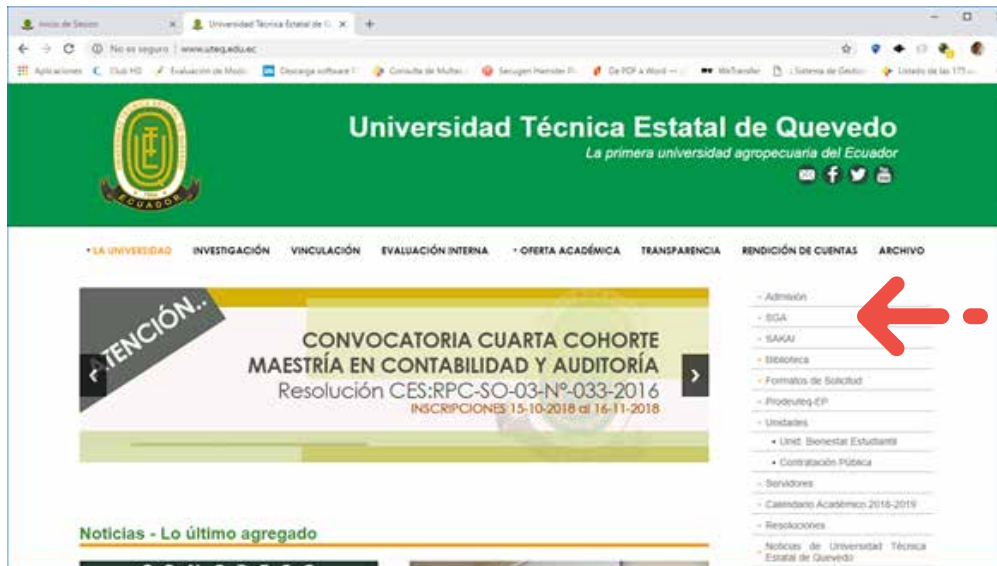 Inicio de Sesion
Universidad Técnica Estatal de
No es seguro | www.uteq.edu.ec
Aplicaciones
Club HD
Evaluación de
Descarga software
Consulta de Multas
Secugen Hamster
De PDF a Word
WeTransfer
Sistema de Gestión
Listado de las 175
Universidad Técnica Estatal de Quevedo
La primera universidad agropecuaria del Ecuador
ECUADOR
LA UNIVERSIDAD INVESTIGACIÓN VINCULACIÓN EVALUACIÓN INTERNA OFERTA ACADÉMICA TRANSPARENCIA RENDICIÓN DE CUENTAS ARCHIVO
ATENCIÓN..
CONVOCATORIA CUARTA COHORTE
MAESTRÍA EN CONTABILIDAD Y AUDITORÍA
Resolución CES:RPC-SO-03-Nº-033-2016
INSCRIPCIONES 15-10-2018 al 16-11-2018
Admisión
SGA
SAKAI
Biblioteca
Formatos de Solicitud
Prodeuteq-EP
Unidades
Unid. Bienestar Estudiantil
Contratación Pública
Servidores
Calendario Académico 2018-2019
Resoluciones
Noticias de Universidad Técnica
Estatal de Quevedo
Noticias - Lo último agregado